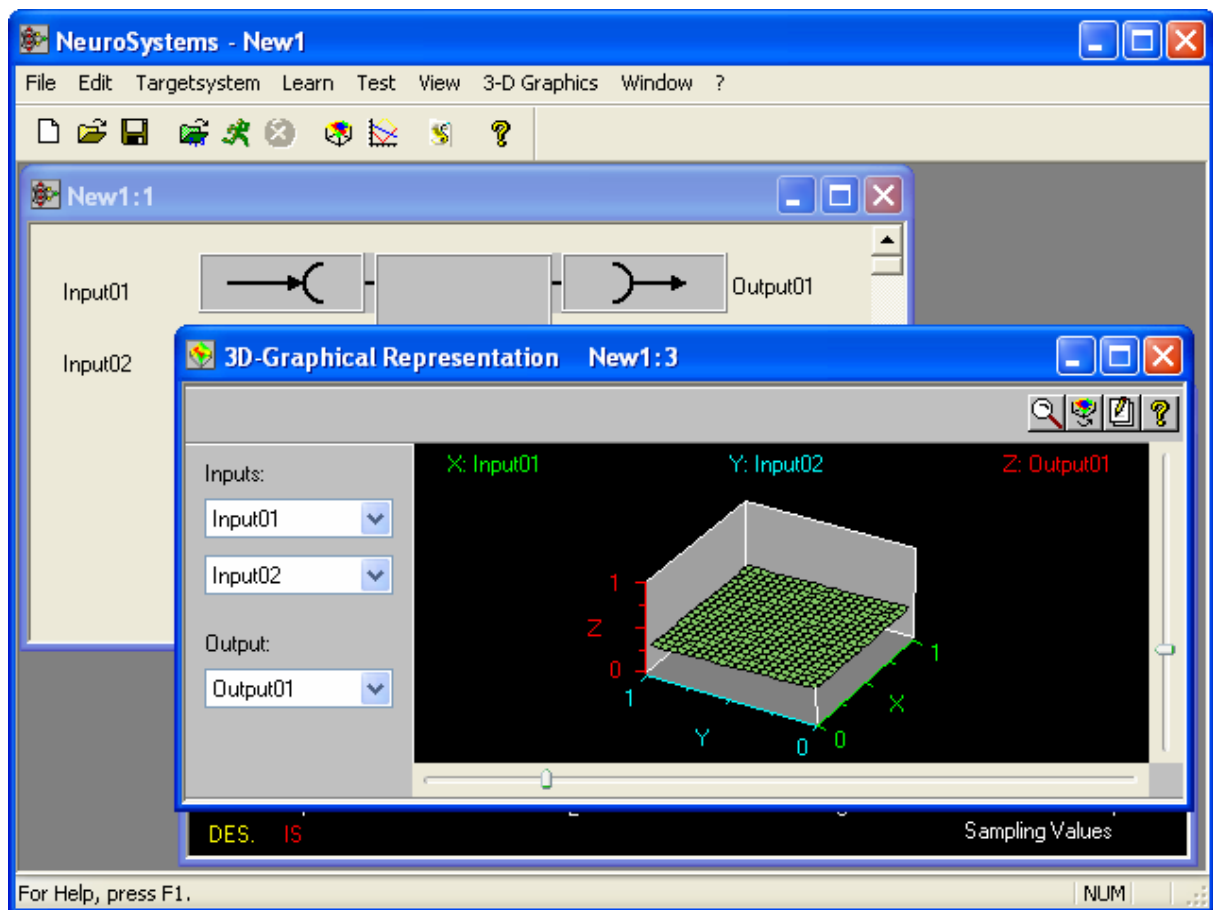 NeuroSystems - New1
File Edit Targetsystem Learn Test View 3-D Graphics Window ?
New1:1
Input01
Output01
Input02
3D-Graphical Representation New1:3
Inputs:
Input01
Input02
Output:
Output01
X: Input01 Y: Input02 Z: Output01
1
Z
0
1
Y
0
0
X
1
DES. IS
Sampling Values
For Help, press F1.
NUM